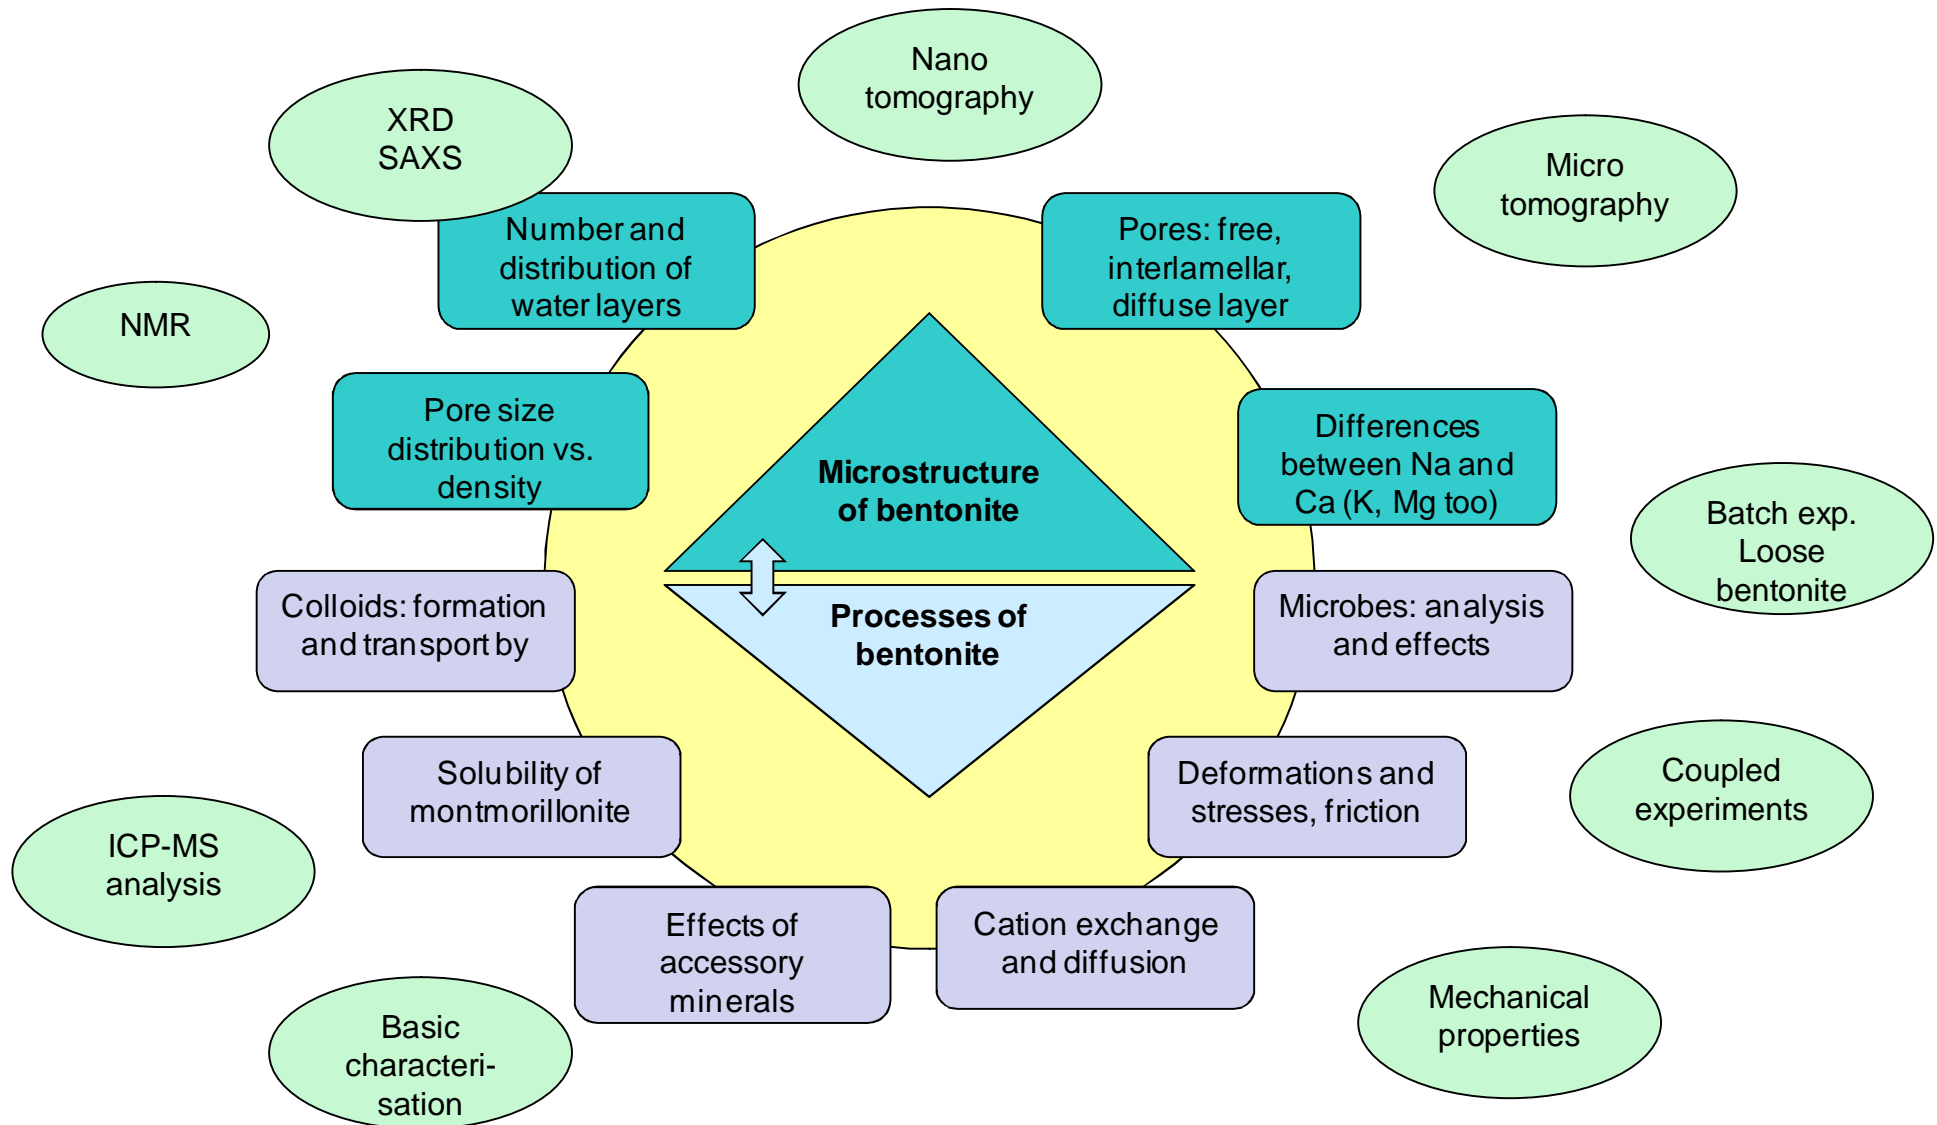 Nano
tomography
XRD
SAXS
Micro
tomography
Number and
distribution of
water layers
Pores: free,
interlamellar,
diffuse layer
NMR
Pore size
distribution vs.
density
Differences
between Na and
Ca (K, Mg too)
Microstructure
of bentonite
Batch exp.
Loose
bentonite
Colloids: formation
and transport by
Processes of
bentonite
Microbes: analysis
and effects
Solubility of
montmorillonite
Deformations and
stresses, friction
Coupled
experiments
ICP-MS
analysis
Effects of
accessory
minerals
Cation exchange
and diffusion
Mechanical
properties
Basic
characteri-
sation